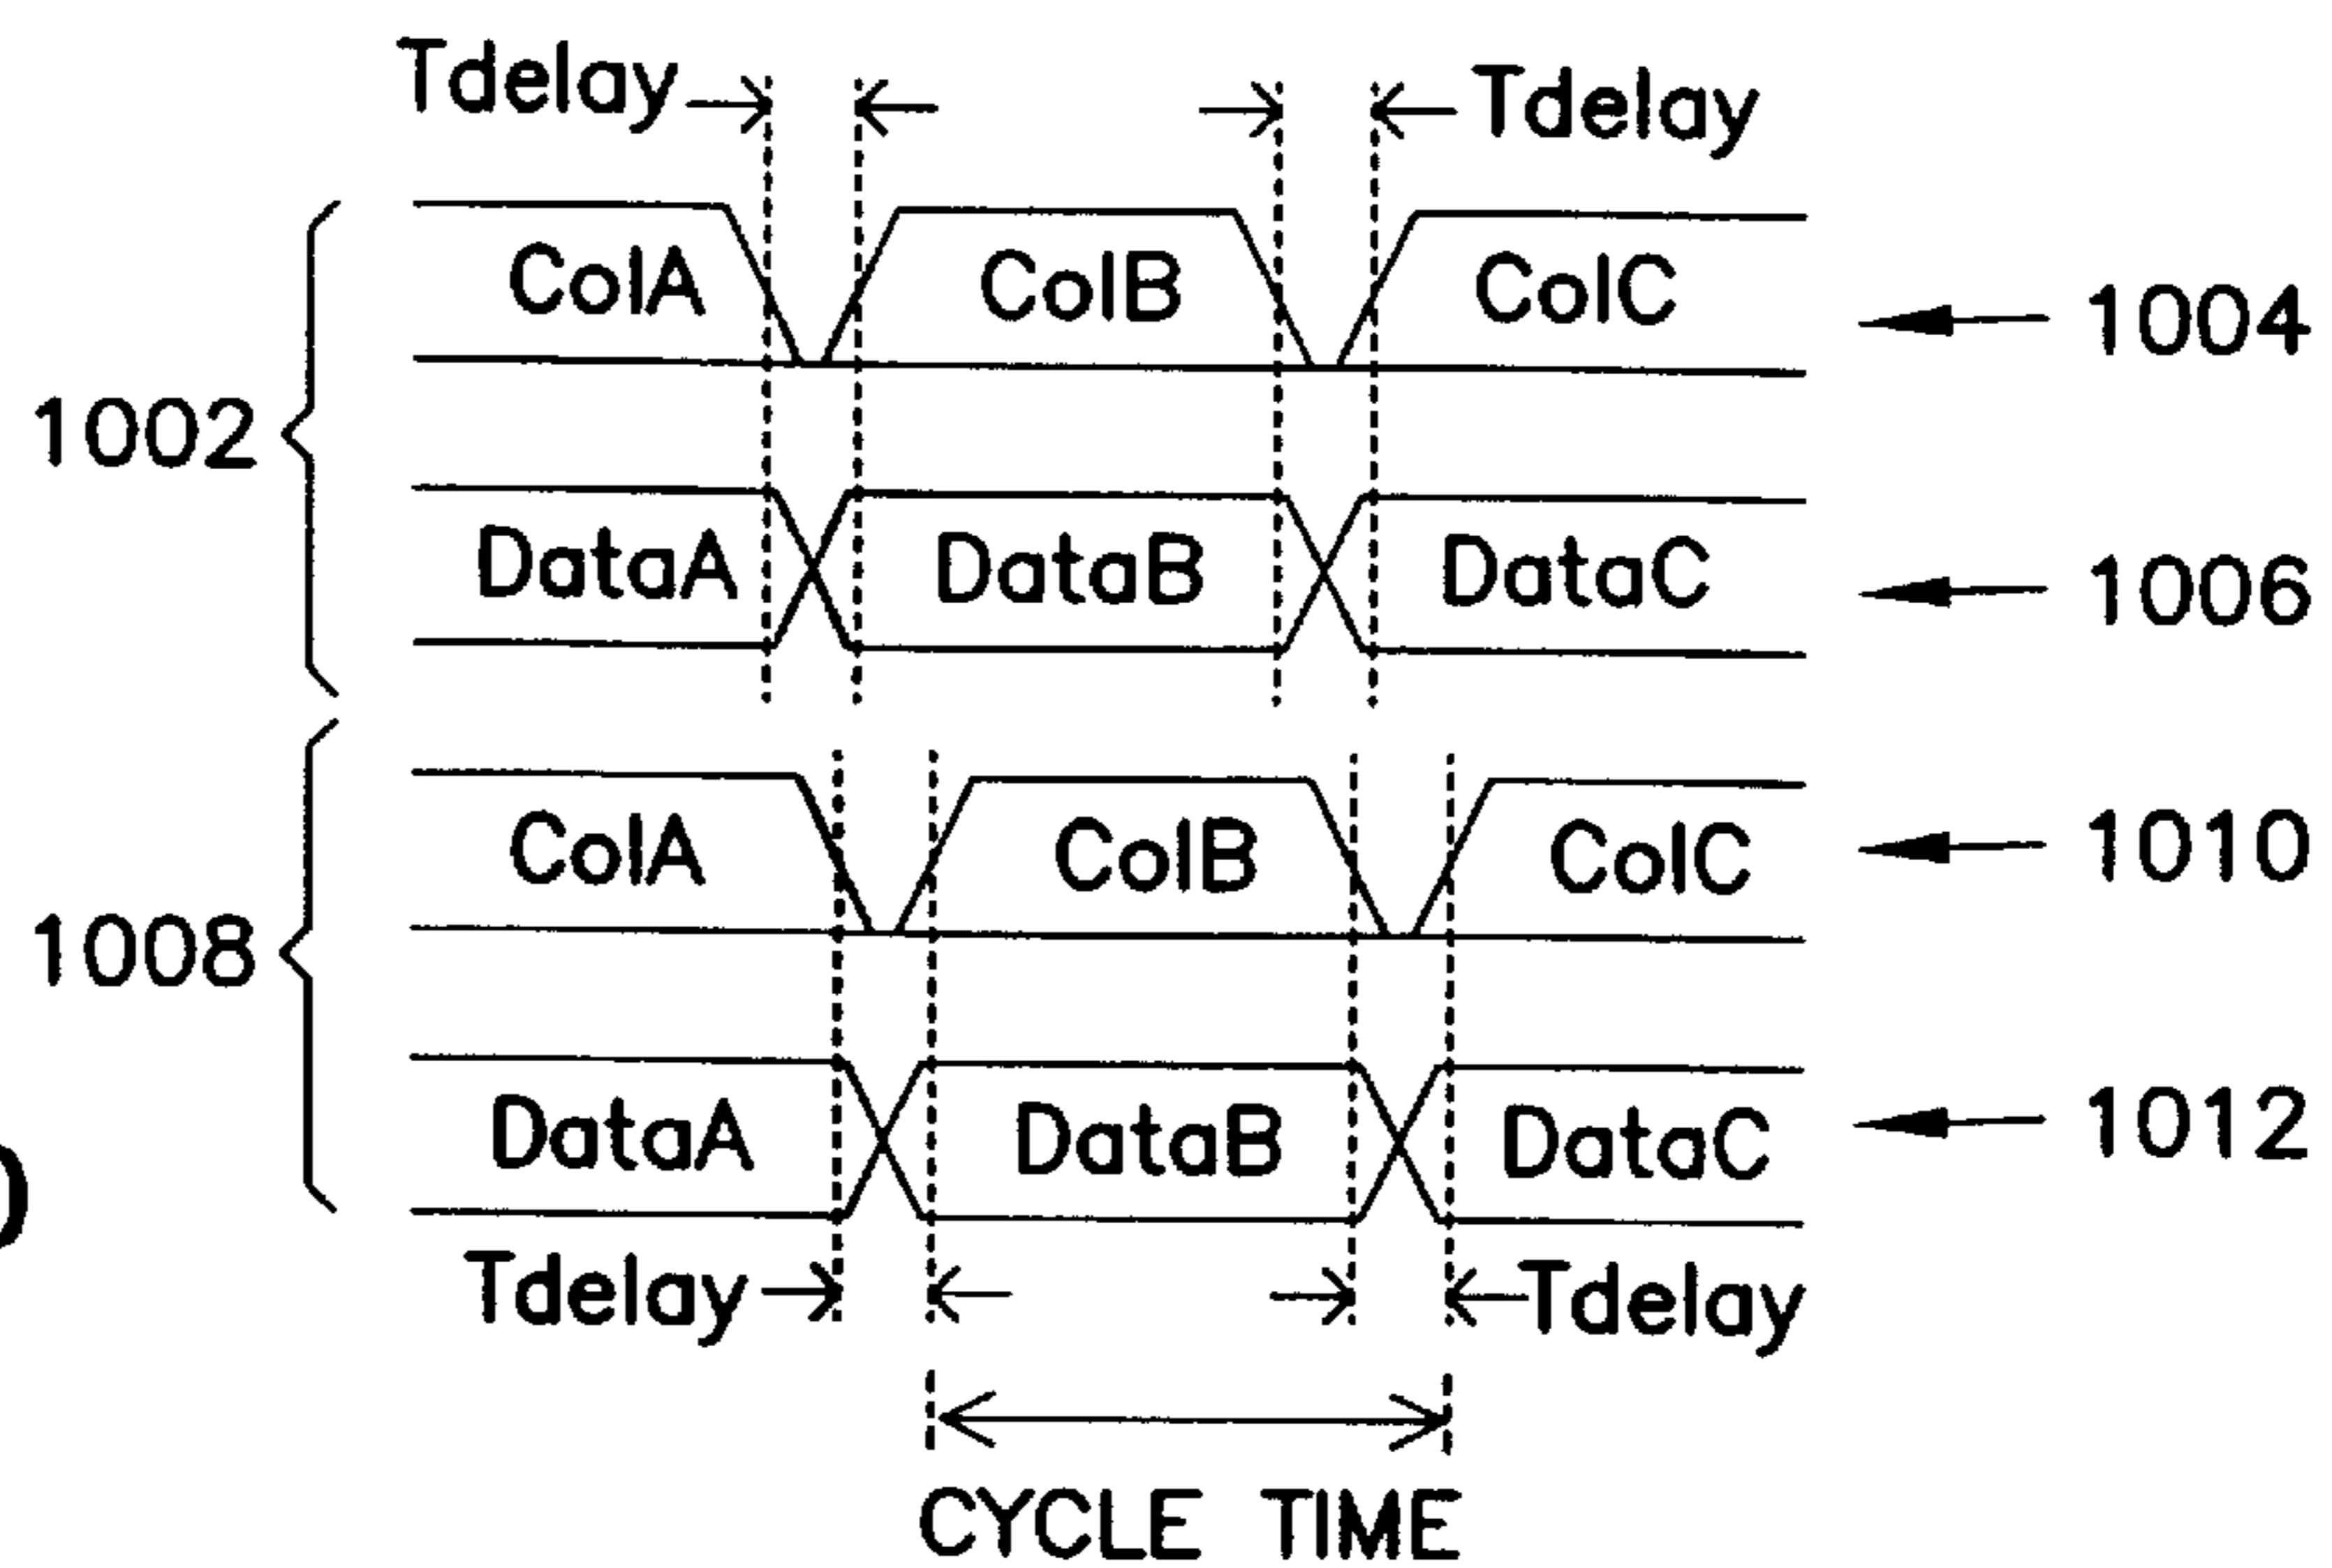 Tdelay Tdelay
ColA ColB ColC 1004
1002
DataA DataB DataC 1006
ColA ColB ColC 1010
1008
DataA DataB DataC 1012
Tdelay Tdelay
CYCLE TIME